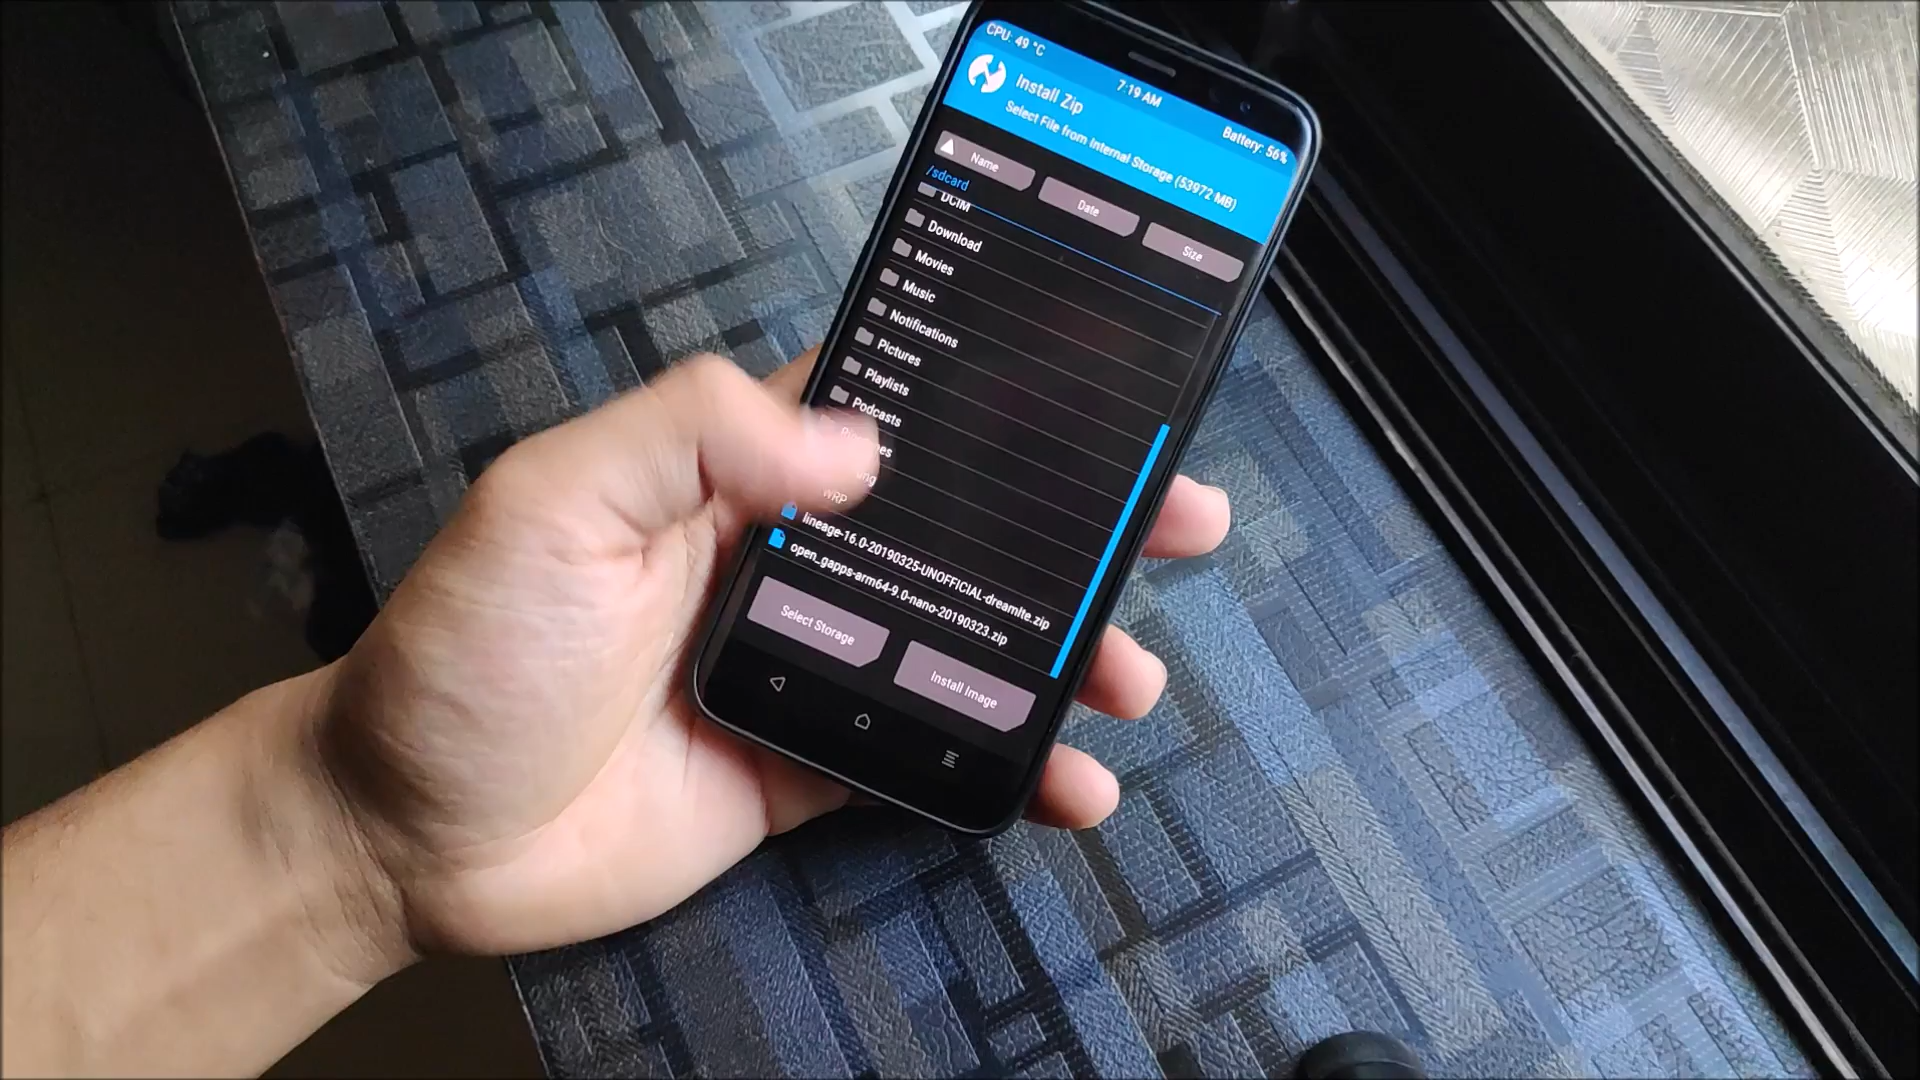 CPU: 49 °C
7:19 AM
Battery: 56%
Install Zip
Select File from Internal Storage (53972 MB)
Name
Date
Size
/sdcard
DCIM
Download
Movies
Music
Notifications
Pictures
Playlists
Podcasts
lineage-16.0-20190325-UNOFFICIAL-dreamlte.zip
open_gapps-arm64-9.0-nano-20190323.zip
Select Storage
Install Image